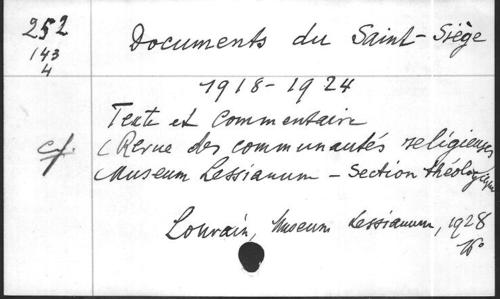 252
143
4
Documents du Saint-Siège
1918-1924
Texte et Commentaire
cf.
(Revue des communautés religieuses
Museum Lessianum - Section théologique
Louvain, Museum Lessianum, 1928